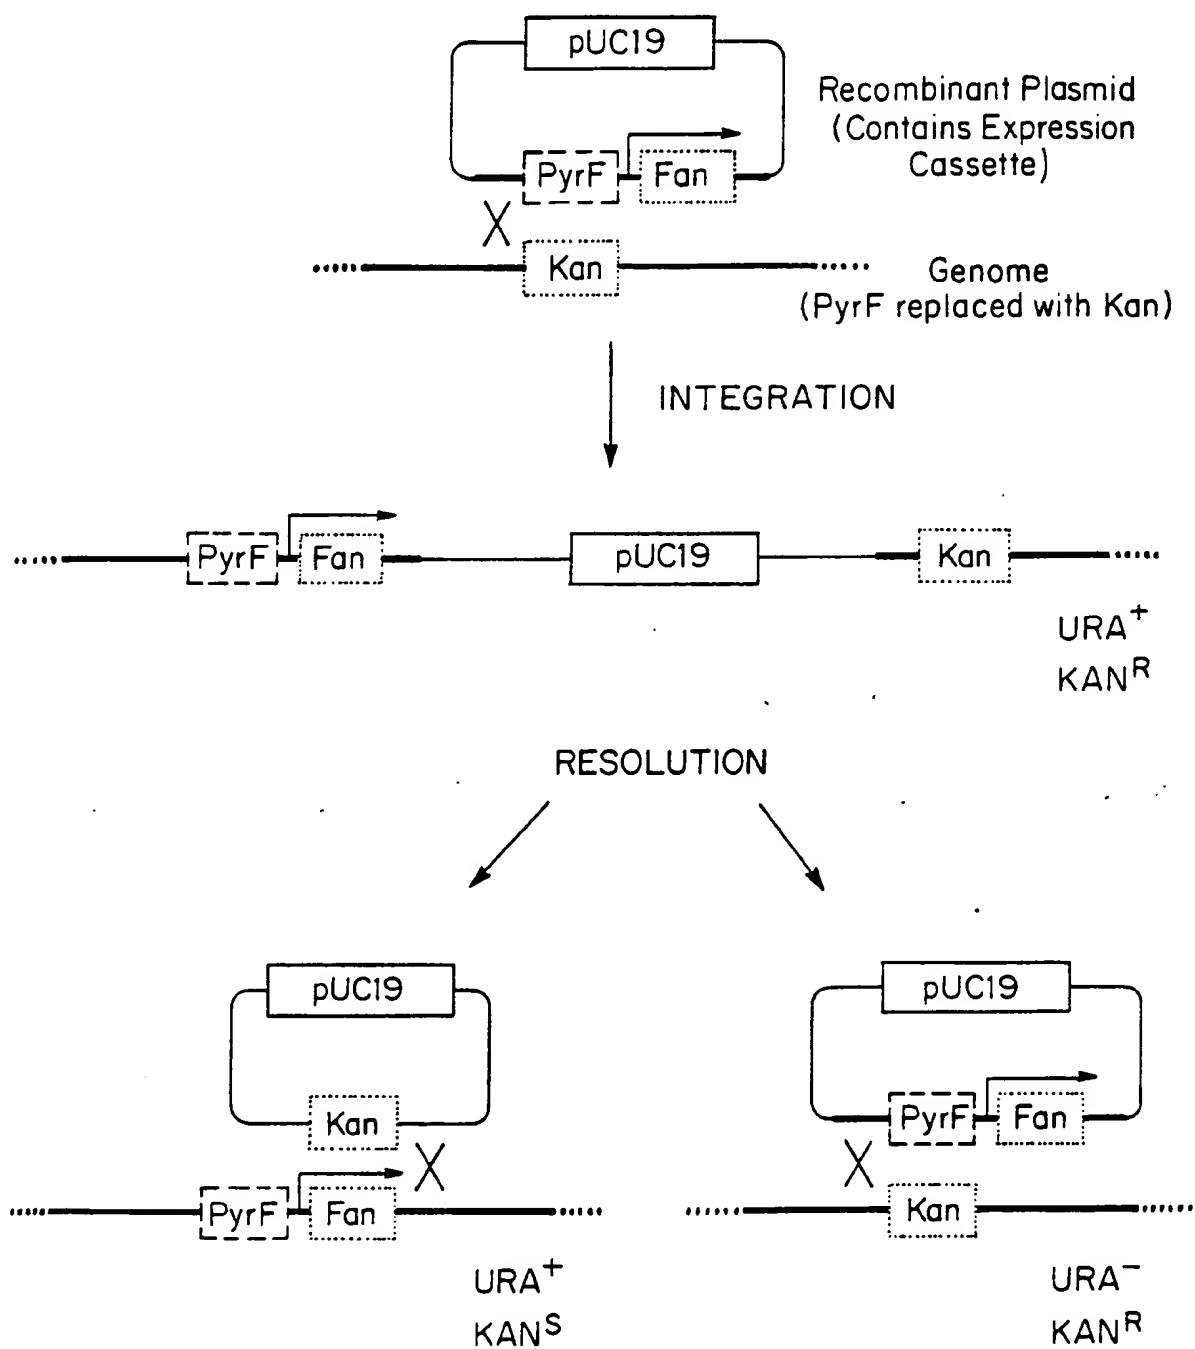 pUC19
Recombinant Plasmid
(Contains Expression
Cassette)
PyrF Fan
Kan
Genome
(PyrF replaced with Kan)
INTEGRATION
PyrF Fan pUC19 Kan
URA+
KANR
RESOLUTION
pUC19 pUC19
Kan PyrF Fan
PyrF Fan Kan
URA+ URA−
KANS KANR